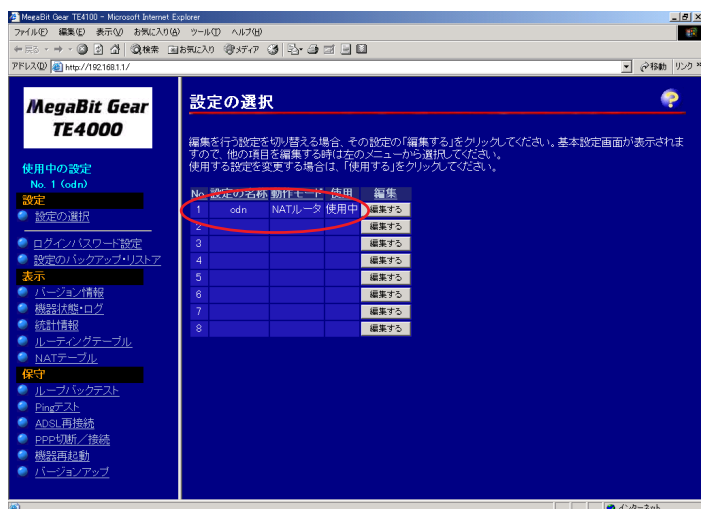 MegaBit Gear TE4100 - Microsoft Internet Explorer
ファイル(F) 編集(E) 表示(V) お気に入り(A) ツール(T) ヘルプ(H)
戻る 検索 お気に入り メディア
アドレス(D) http://192.168.1.1/ 移動 リンク »
MegaBit Gear
TE4000
使用中の設定
No. 1 (odn)
設定
設定の選択
ログインパスワード設定
設定のバックアップ・リストア
表示
バージョン情報
機器状態・ログ
統計情報
ルーティングテーブル
NATテーブル
保守
ループバックテスト
Pingテスト
ADSL再接続
PPP切断／接続
機器再起動
バージョンアップ
設定の選択
編集を行う設定を切り替える場合、その設定の「編集する」をクリックしてください。基本設定画面が表示されま
すので、他の項目を編集する時は左のメニューから選択してください。
使用する設定を変更する場合は、「使用する」をクリックしてください。
No 設定の名称 動作モード 使用 編集
1 odn NATルータ 使用中 編集する
2 編集する
3 編集する
4 編集する
5 編集する
6 編集する
7 編集する
8 編集する
インターネット